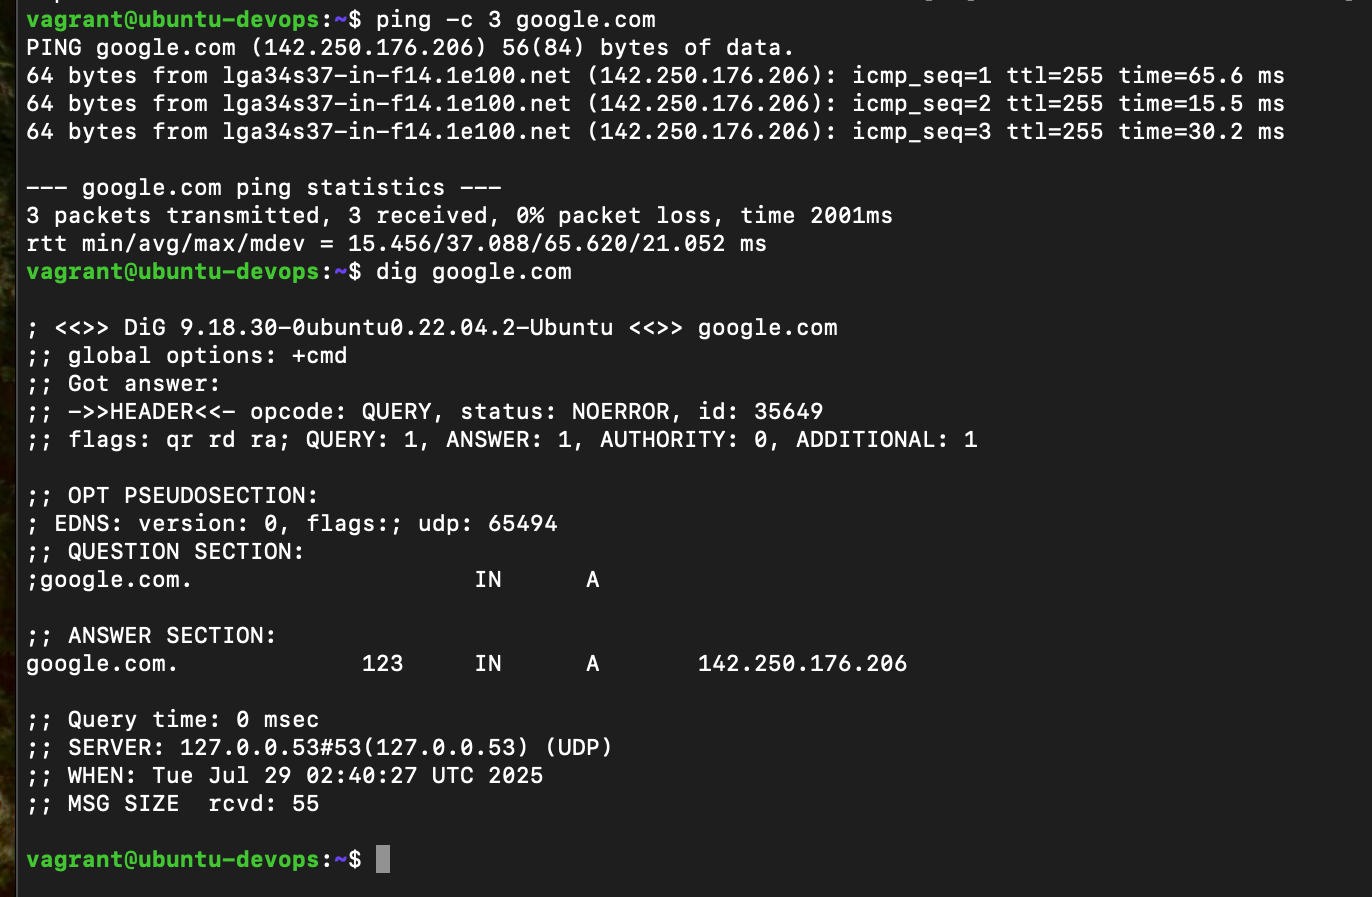 vagrant@ubuntu-devops:~$ ping -c 3 google.com
PING google.com (142.250.176.206) 56(84) bytes of data.
64 bytes from lga34s37-in-f14.1e100.net (142.250.176.206): icmp_seq=1 ttl=255 time=65.6 ms
64 bytes from lga34s37-in-f14.1e100.net (142.250.176.206): icmp_seq=2 ttl=255 time=15.5 ms
64 bytes from lga34s37-in-f14.1e100.net (142.250.176.206): icmp_seq=3 ttl=255 time=30.2 ms

--- google.com ping statistics ---
3 packets transmitted, 3 received, 0% packet loss, time 2001ms
rtt min/avg/max/mdev = 15.456/37.088/65.620/21.052 ms
vagrant@ubuntu-devops:~$ dig google.com

; <<>> DiG 9.18.30-0ubuntu0.22.04.2-Ubuntu <<>> google.com
;; global options: +cmd
;; Got answer:
;; ->>HEADER<<- opcode: QUERY, status: NOERROR, id: 35649
;; flags: qr rd ra; QUERY: 1, ANSWER: 1, AUTHORITY: 0, ADDITIONAL: 1

;; OPT PSEUDOSECTION:
; EDNS: version: 0, flags:; udp: 65494
;; QUESTION SECTION:
;google.com.			IN	A

;; ANSWER SECTION:
google.com.		123	IN	A	142.250.176.206

;; Query time: 0 msec
;; SERVER: 127.0.0.53#53(127.0.0.53) (UDP)
;; WHEN: Tue Jul 29 02:40:27 UTC 2025
;; MSG SIZE  rcvd: 55

vagrant@ubuntu-devops:~$